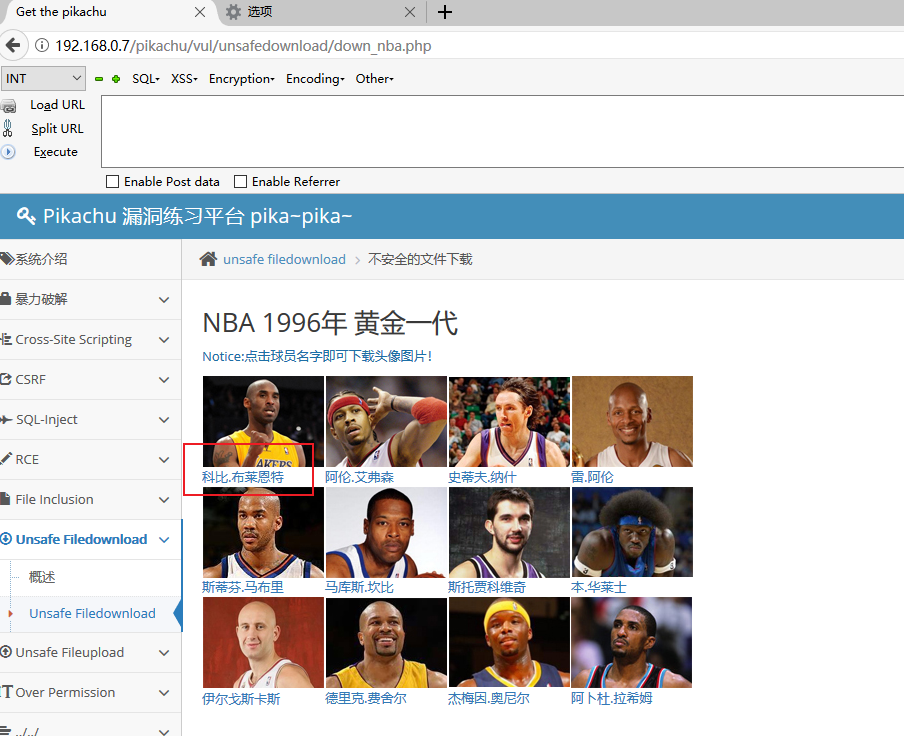 Get the pikachu
选项
192.168.0.7/pikachu/vul/unsafedownload/down_nba.php
INT SQL XSS Encryption Encoding Other
Load URL
Split URL
Execute
Enable Post data Enable Referrer
Pikachu 漏洞练习平台 pika~pika~
系统介绍
暴力破解
Cross-Site Scripting
CSRF
SQL-Inject
RCE
File Inclusion
Unsafe Filedownload
概述
Unsafe Filedownload
Unsafe Fileupload
Over Permission
../../
unsafe filedownload > 不安全的文件下载
NBA 1996年 黄金一代
Notice:点击球员名字即可下载头像图片!
LAKERS
科比.布莱恩特 阿伦.艾弗森 史蒂夫.纳什 雷.阿伦
斯蒂芬.马布里 马库斯.坎比 斯托贾科维奇 本.华莱士
伊尔戈斯卡斯 德里克.费舍尔 杰梅因.奥尼尔 阿卜杜.拉希姆